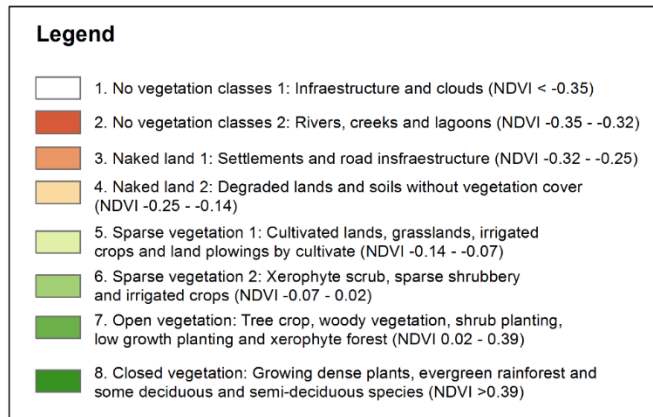 Legend
1. No vegetation classes 1: Infraestructure and clouds (NDVI < -0.35)
2. No vegetation classes 2: Rivers, creeks and lagoons (NDVI -0.35 - -0.32)
3. Naked land 1: Settlements and road insfraestructure (NDVI -0.32 - -0.25)
4. Naked land 2: Degraded lands and soils without vegetation cover
(NDVI -0.25 - -0.14)
5. Sparse vegetation 1: Cultivated lands, grasslands, irrigated
crops and land plowings by cultivate (NDVI -0.14 - -0.07)
6. Sparse vegetation 2: Xerophyte scrub, sparse shrubbery
and irrigated crops (NDVI -0.07 - 0.02)
7. Open vegetation: Tree crop, woody vegetation, shrub planting,
low growth planting and xerophyte forest (NDVI 0.02 - 0.39)
8. Closed vegetation: Growing dense plants, evergreen rainforest and
some deciduous and semi-deciduous species (NDVI >0.39)